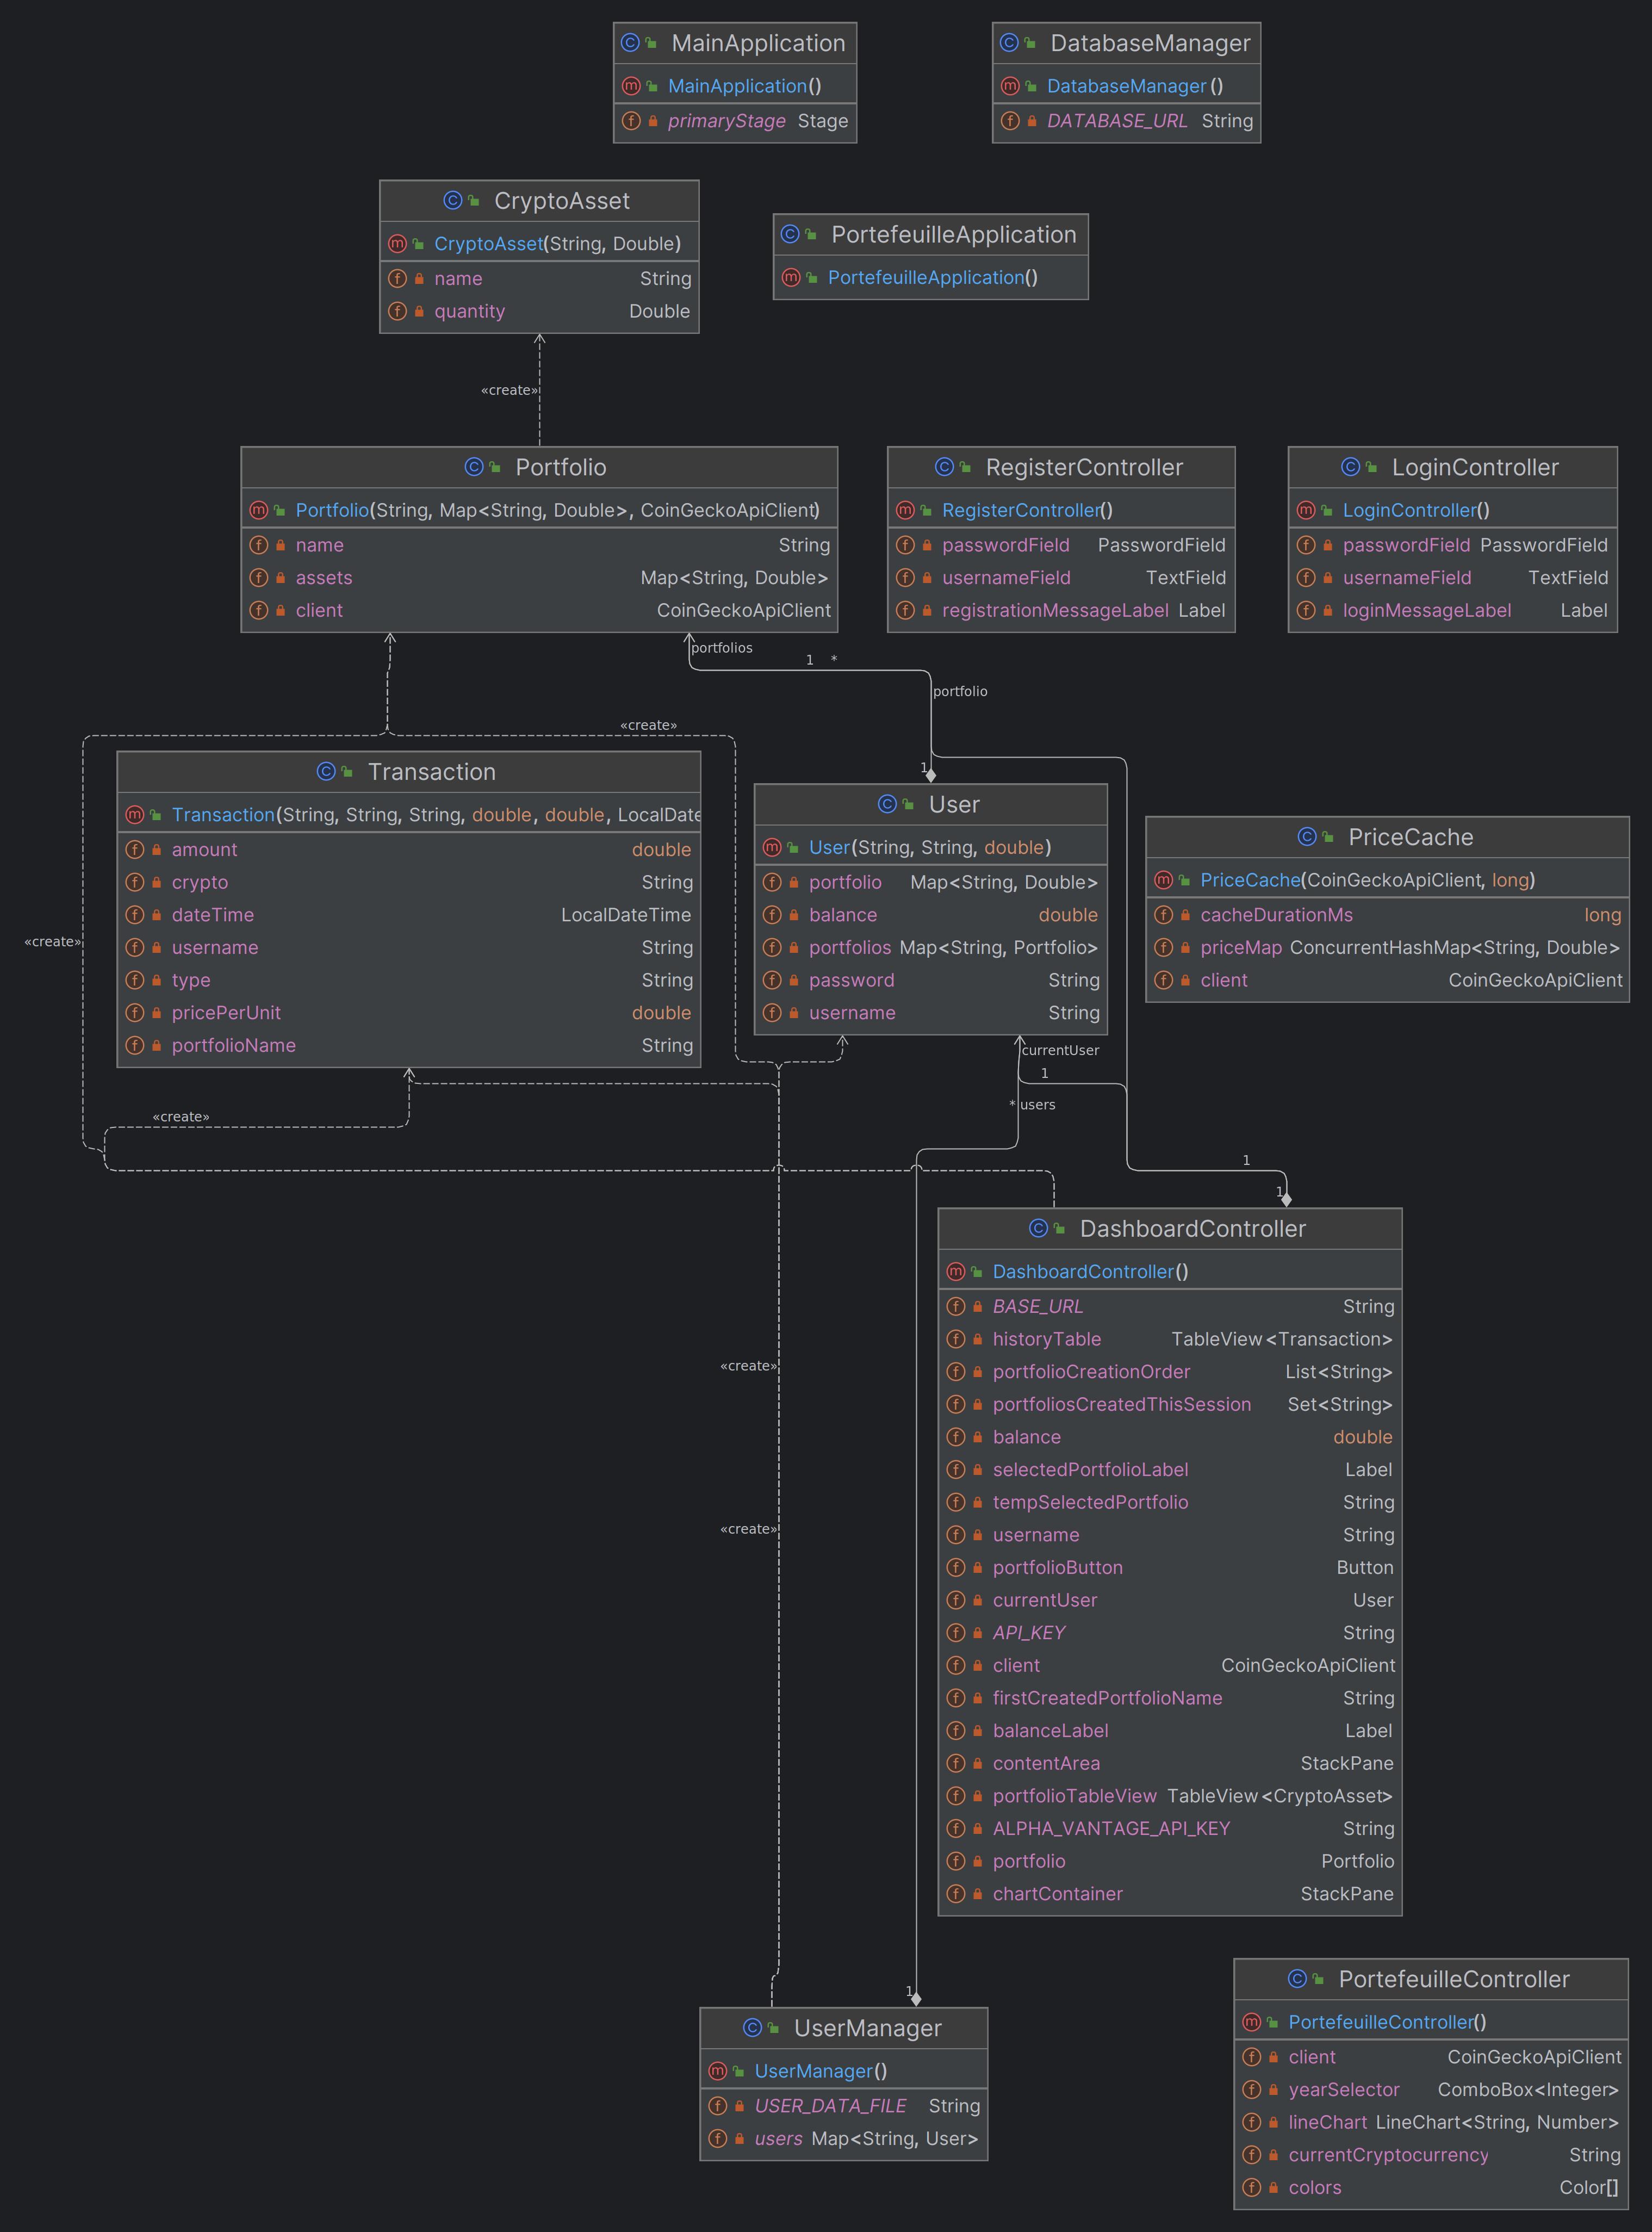 MainApplication
MainApplication()
primaryStage Stage
DatabaseManager
DatabaseManager()
DATABASE_URL String
CryptoAsset
CryptoAsset(String, Double)
name String
quantity Double
PortefeuilleApplication
PortefeuilleApplication()
«create»
Portfolio
Portfolio(String, Map<String, Double>, CoinGeckoApiClient)
name String
assets Map<String, Double>
client CoinGeckoApiClient
RegisterController
RegisterController()
passwordField PasswordField
usernameField TextField
registrationMessageLabel Label
LoginController
LoginController()
passwordField PasswordField
usernameField TextField
loginMessageLabel Label
portfolios
1 *
portfolio
«create»
1
Transaction
Transaction(String, String, String, double, double, LocalDate
amount double
crypto String
dateTime LocalDateTime
username String
type String
pricePerUnit double
portfolioName String
User
User(String, String, double)
portfolio Map<String, Double>
balance double
portfolios Map<String, Portfolio>
password String
username String
PriceCache
PriceCache(CoinGeckoApiClient, long)
cacheDurationMs long
priceMap ConcurrentHashMap<String, Double>
client CoinGeckoApiClient
«create»
currentUser
1
* users
«create»
1
1
DashboardController
DashboardController()
BASE_URL String
historyTable TableView<Transaction>
portfolioCreationOrder List<String>
portfoliosCreatedThisSession Set<String>
balance double
selectedPortfolioLabel Label
tempSelectedPortfolio String
username String
portfolioButton Button
currentUser User
API_KEY String
client CoinGeckoApiClient
firstCreatedPortfolioName String
balanceLabel Label
contentArea StackPane
portfolioTableView TableView<CryptoAsset>
ALPHA_VANTAGE_API_KEY String
portfolio Portfolio
chartContainer StackPane
«create»
«create»
1
UserManager
UserManager()
USER_DATA_FILE String
users Map<String, User>
PortefeuilleController
PortefeuilleController()
client CoinGeckoApiClient
yearSelector ComboBox<Integer>
lineChart LineChart<String, Number>
currentCryptocurrency String
colors Color[]